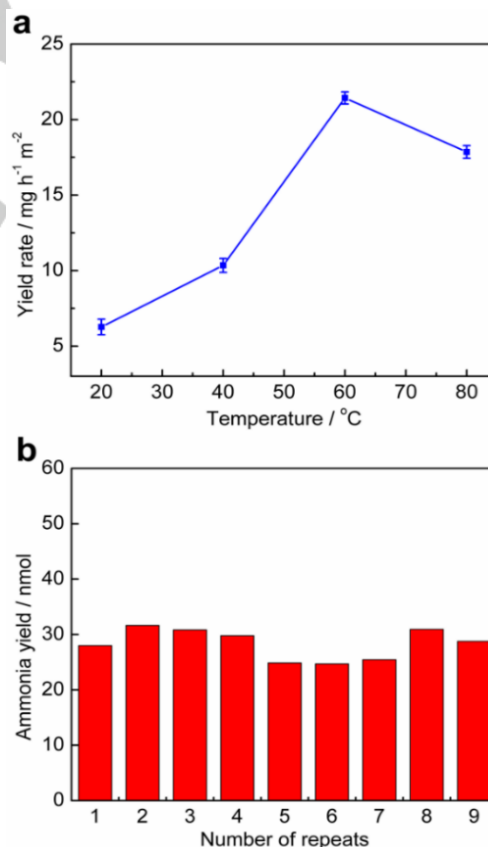 a
25
20
15
10
5
Yield rate / mg h⁻¹ m⁻²
20 30 40 50 60 70 80
Temperature / °C
b
60
50
40
30
20
10
0
Ammonia yield / nmol
1 2 3 4 5 6 7 8 9
Number of repeats